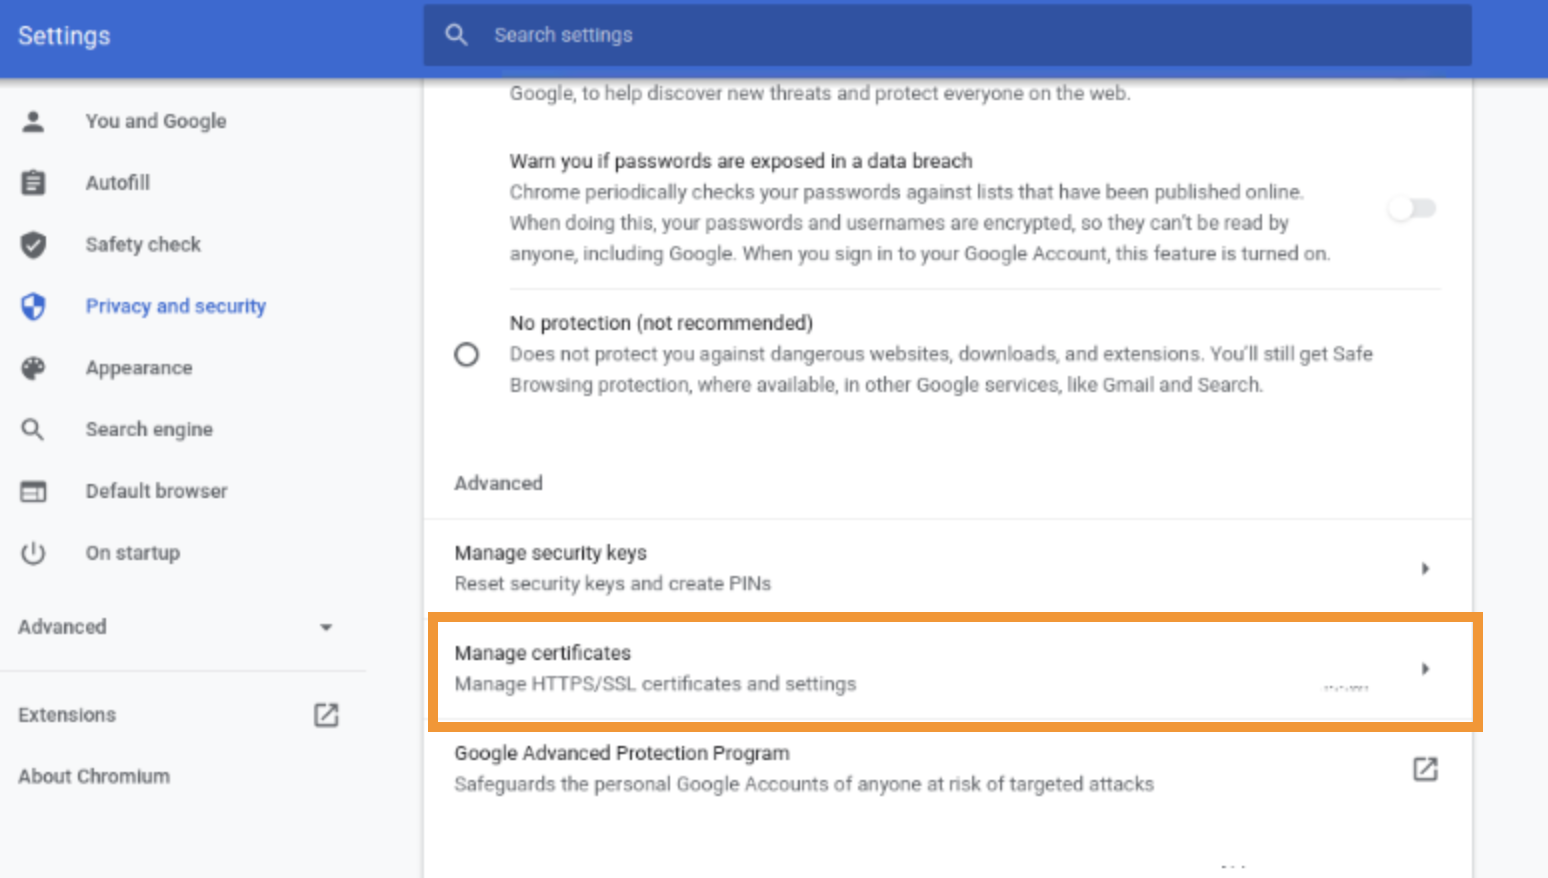 Settings
Search settings
You and Google
Autofill
Safety check
Privacy and security
Appearance
Search engine
Default browser
On startup
Advanced
Extensions
About Chromium
Google, to help discover new threats and protect everyone on the web.
Warn you if passwords are exposed in a data breach
Chrome periodically checks your passwords against lists that have been published online.
When doing this, your passwords and usernames are encrypted, so they can't be read by
anyone, including Google. When you sign in to your Google Account, this feature is turned on.
No protection (not recommended)
Does not protect you against dangerous websites, downloads, and extensions. You'll still get Safe
Browsing protection, where available, in other Google services, like Gmail and Search.
Advanced
Manage security keys
Reset security keys and create PINs
Manage certificates
Manage HTTPS/SSL certificates and settings
Google Advanced Protection Program
Safeguards the personal Google Accounts of anyone at risk of targeted attacks